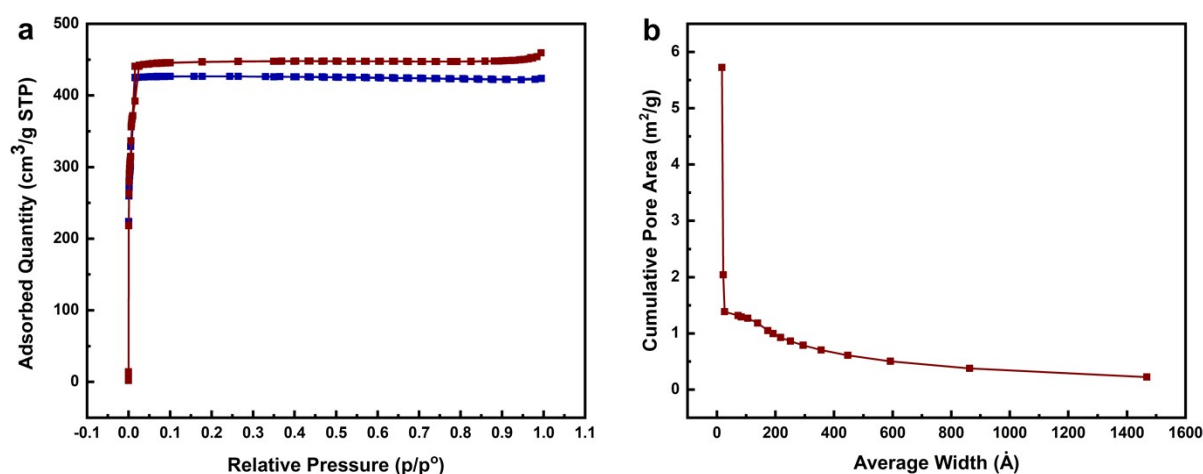 a
500
400
300
200
100
0
Adsorbed Quantity (cm³/g STP)
-0.1 0.0 0.1 0.2 0.3 0.4 0.5 0.6 0.7 0.8 0.9 1.0 1.1
Relative Pressure (p/pº)
b
6
5
4
3
2
1
0
Cumulative Pore Area (m²/g)
0 200 400 600 800 1000 1200 1400 1600
Average Width (Ȧ)